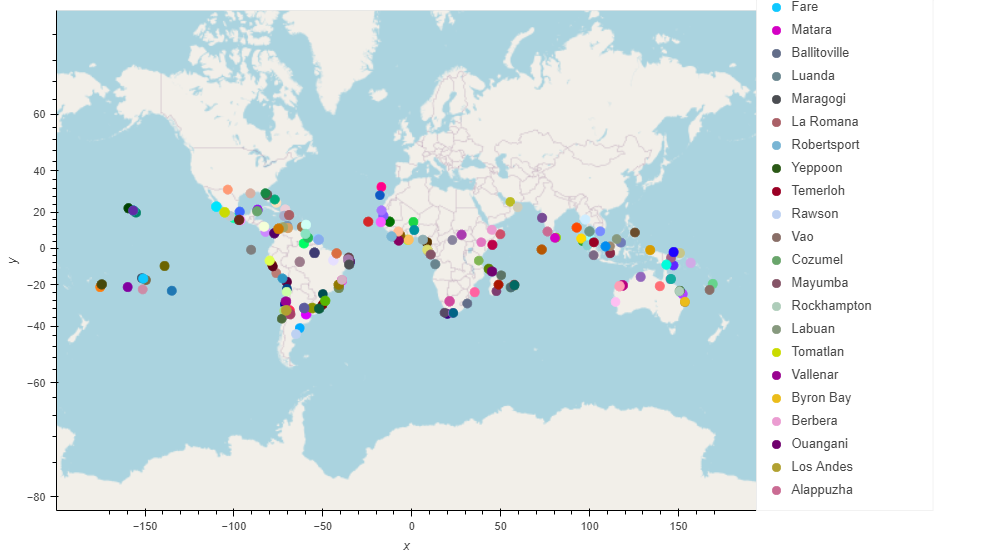 Fare
Matara
Ballitoville
Luanda
Maragogi
La Romana
Robertsport
Yeppoon
Temerloh
Rawson
Vao
Cozumel
Mayumba
Rockhampton
Labuan
Tomatlan
Vallenar
Byron Bay
Berbera
Ouangani
Los Andes
Alappuzha
60
40
20
0
−20
−40
−60
−80
y
−150 −100 −50 0 50 100 150
x